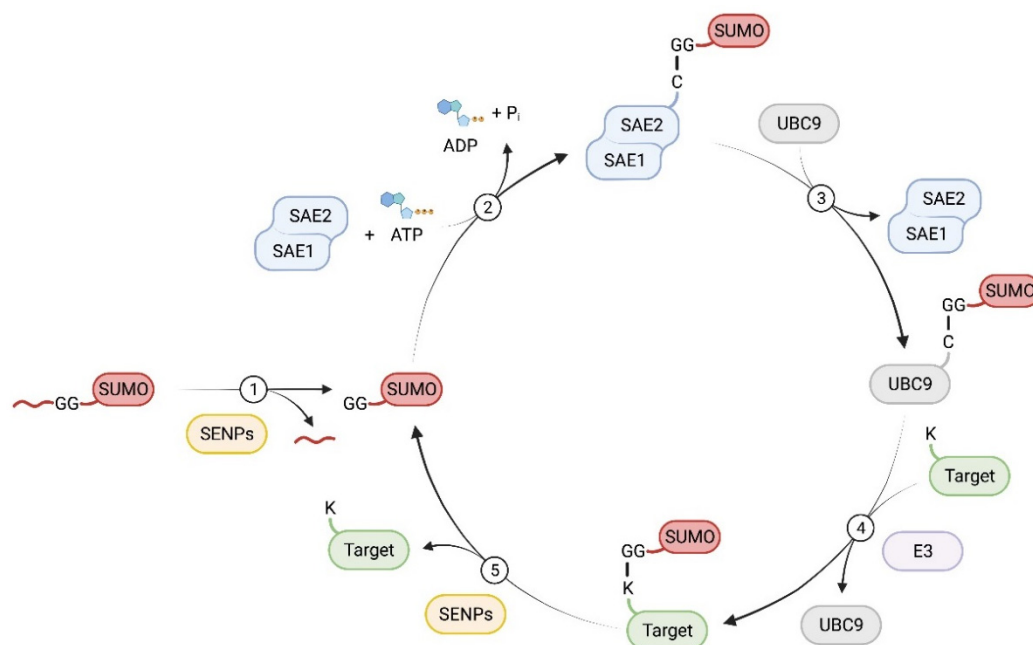 SUMO
GG
C
SAE2
SAE1
UBC9
3
SAE2
SAE1
+ Pᵢ
ADP
2
SAE2
SAE1
+
ATP
SUMO
GG
C
UBC9
SUMO
GG
1
SENPs
GG
SUMO
K
Target
4
E3
UBC9
SUMO
GG
K
Target
K
Target
5
SENPs